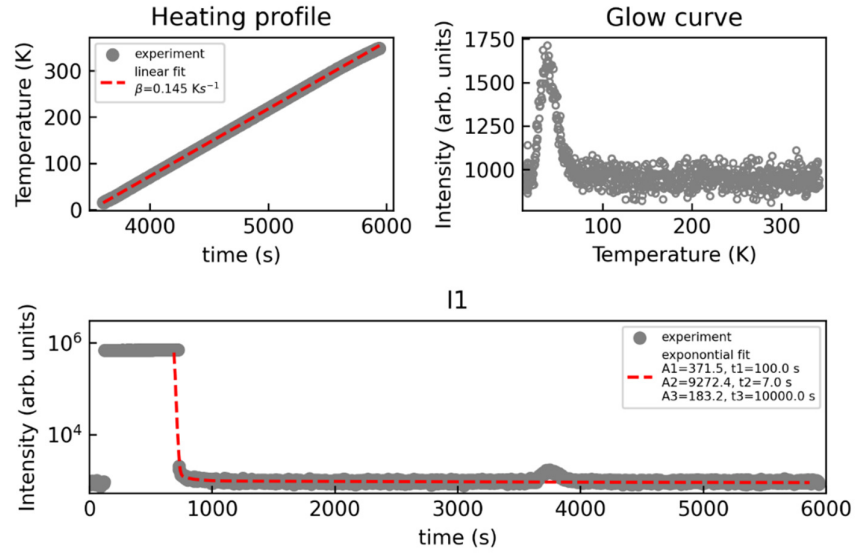 Heating profile
Temperature (K)
300
200
100
0
experiment
linear fit
β=0.145 Ks⁻¹
4000 5000 6000
time (s)
Glow curve
Intensity (arb. units)
1750
1500
1250
1000
100 200 300
Temperature (K)
I1
Intensity (arb. units)
10⁶
10⁴
experiment
exponontial fit
A1=371.5, t1=100.0 s
A2=9272.4, t2=7.0 s
A3=183.2, t3=10000.0 s
0 1000 2000 3000 4000 5000 6000
time (s)